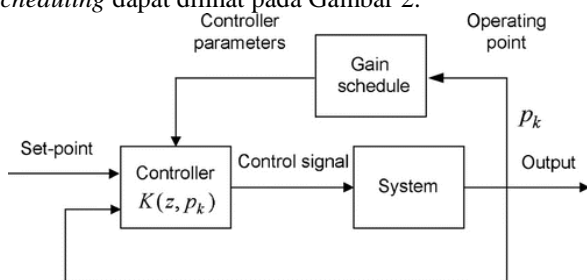 cheduling dapat dilihat pada Gambar 2.
Controller
parameters
Operating
point
Gain
schedule
p_k
Set-point
Controller
K(z, p_k)
Control signal
System
Output